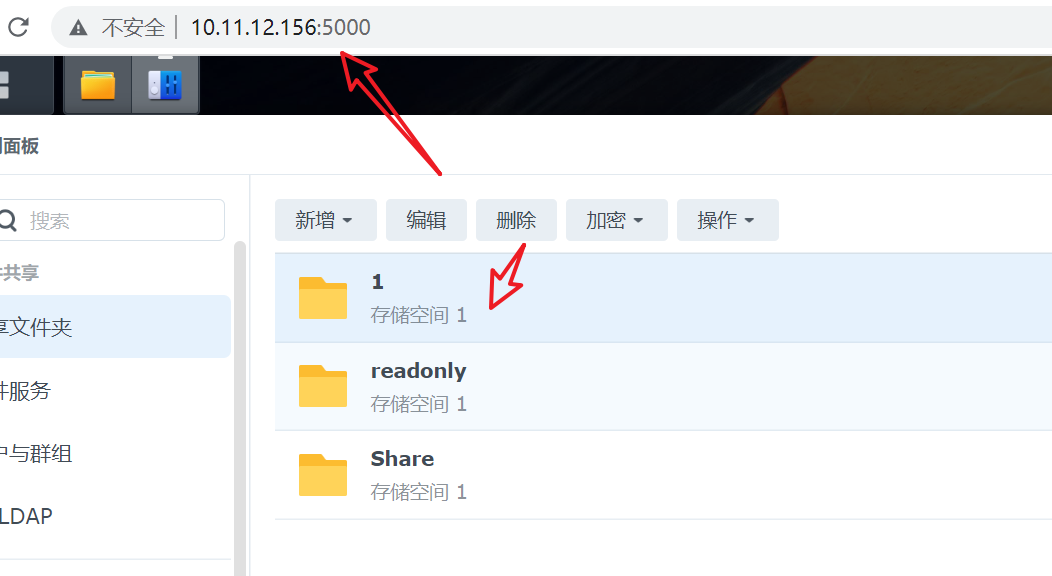 不安全 10.11.12.156:5000
面板
搜索
新增 编辑 删除 加密 操作
共享
1
存储空间 1
享文件夹
readonly
存储空间 1
件服务
户与群组
Share
存储空间 1
LDAP